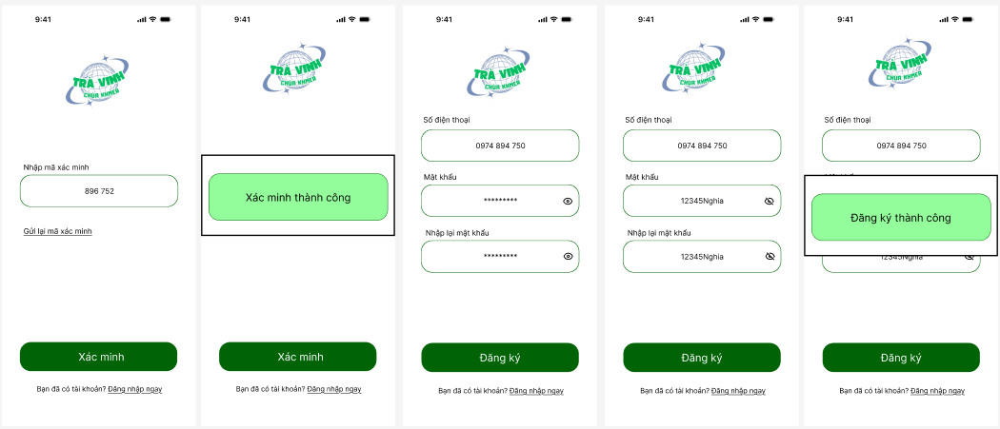 9:41
TRÀ VINH
CHÙA KHMER
Nhập mã xác minh
896 752
Gửi lại mã xác minh
Xác minh
Bạn đã có tài khoản? Đăng nhập ngay
9:41
TRÀ VINH
CHÙA KHMER
Xác minh thành công
Xác minh
Bạn đã có tài khoản? Đăng nhập ngay
9:41
TRÀ VINH
CHÙA KHMER
Số điện thoại
0974 894 750
Mật khẩu
*********
Nhập lại mật khẩu
*********
Đăng ký
Bạn đã có tài khoản? Đăng nhập ngay
9:41
TRÀ VINH
CHÙA KHMER
Số điện thoại
0974 894 750
Mật khẩu
12345Nghia
Nhập lại mật khẩu
12345Nghia
Đăng ký
Bạn đã có tài khoản? Đăng nhập ngay
9:41
TRÀ VINH
CHÙA KHMER
Số điện thoại
0974 894 750
Đăng ký thành công
12345Nghia
Đăng ký
Bạn đã có tài khoản? Đăng nhập ngay